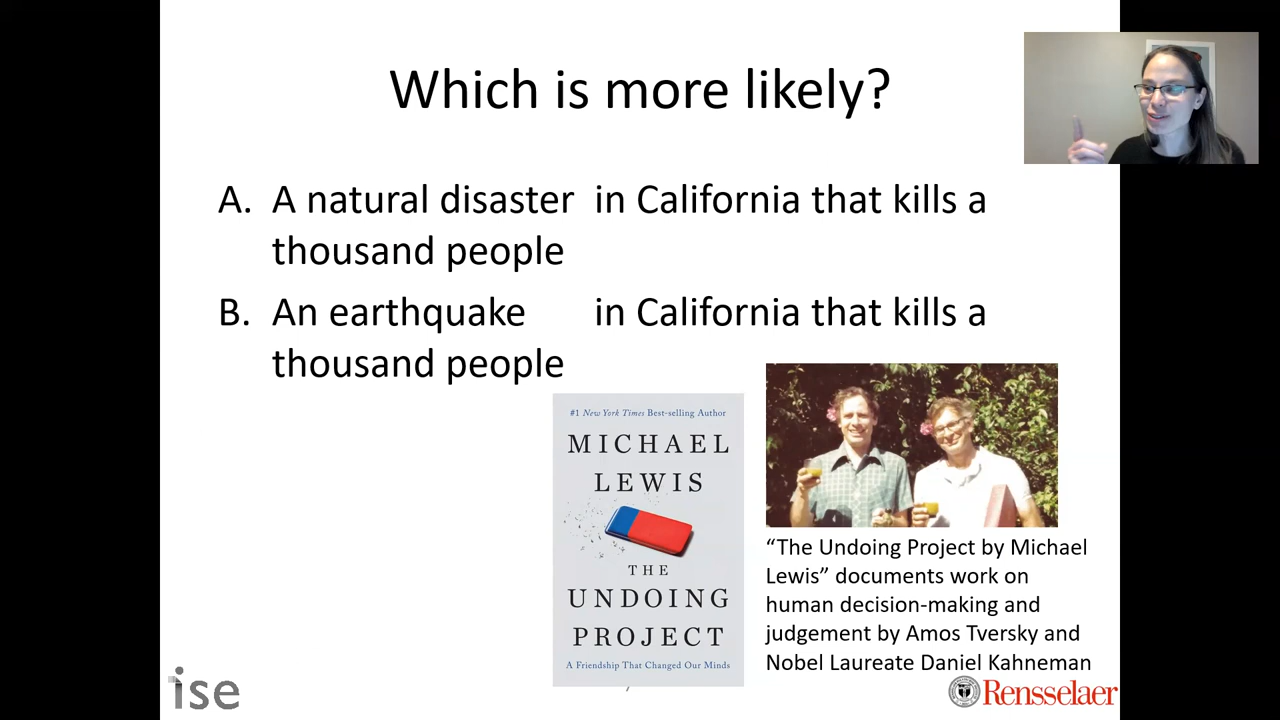 Which is more likely?
A. A natural disaster in California that kills a
thousand people
B. An earthquake in California that kills a
thousand people
#1 New York Times Best-selling Author
MICHAEL
LEWIS
THE
UNDOING
PROJECT
A Friendship That Changed Our Minds
“The Undoing Project by Michael
Lewis” documents work on
human decision-making and
judgement by Amos Tversky and
Nobel Laureate Daniel Kahneman
ise
Rensselaer